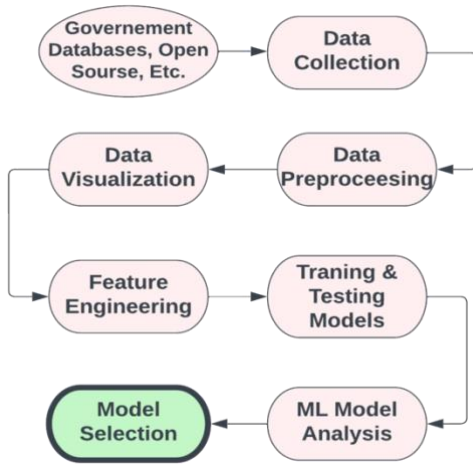 Governement
Databases, Open
Sourse, Etc.
Data
Collection
Data
Preproceesing
Data
Visualization
Feature
Engineering
Traning &
Testing
Models
ML Model
Analysis
Model
Selection